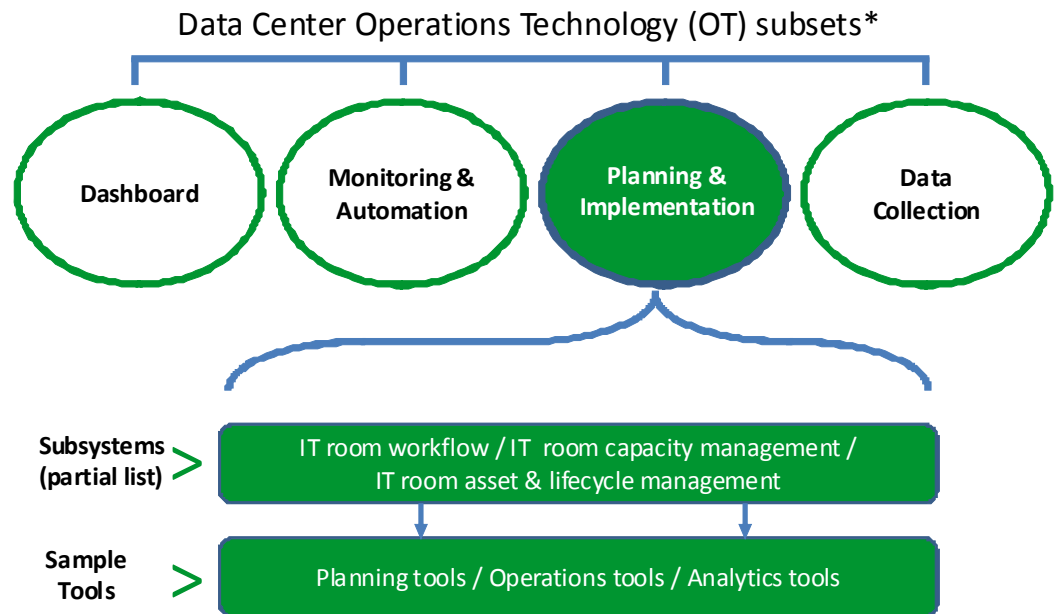 Data Center Operations Technology (OT) subsets*
Dashboard
Monitoring &
Automation
Planning &
Implementation
Data
Collection
Subsystems
(partial list)
>
IT room workflow / IT room capacity management /
IT room asset & lifecycle management
Sample
Tools
>
Planning tools / Operations tools / Analytics tools